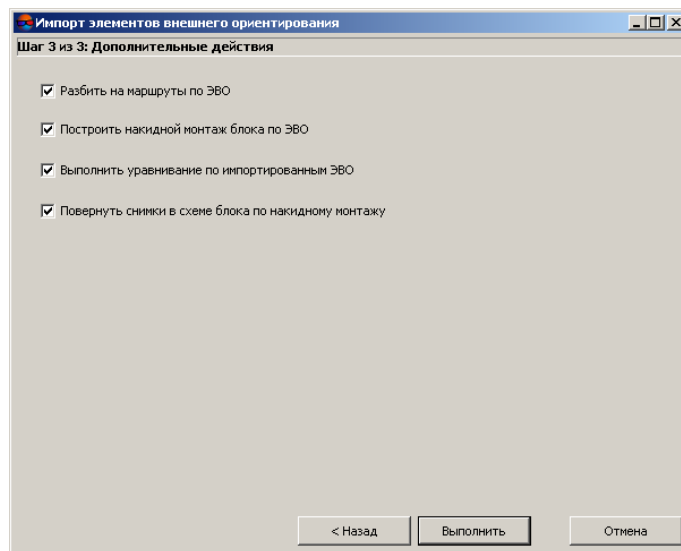 Импорт элементов внешнего ориентирования
Шаг 3 из 3: Дополнительные действия
Разбить на маршруты по ЭВО
Построить накидной монтаж блока по ЭВО
Выполнить уравнивание по импортированным ЭВО
Повернуть снимки в схеме блока по накидному монтажу
< Назад
Выполнить
Отмена